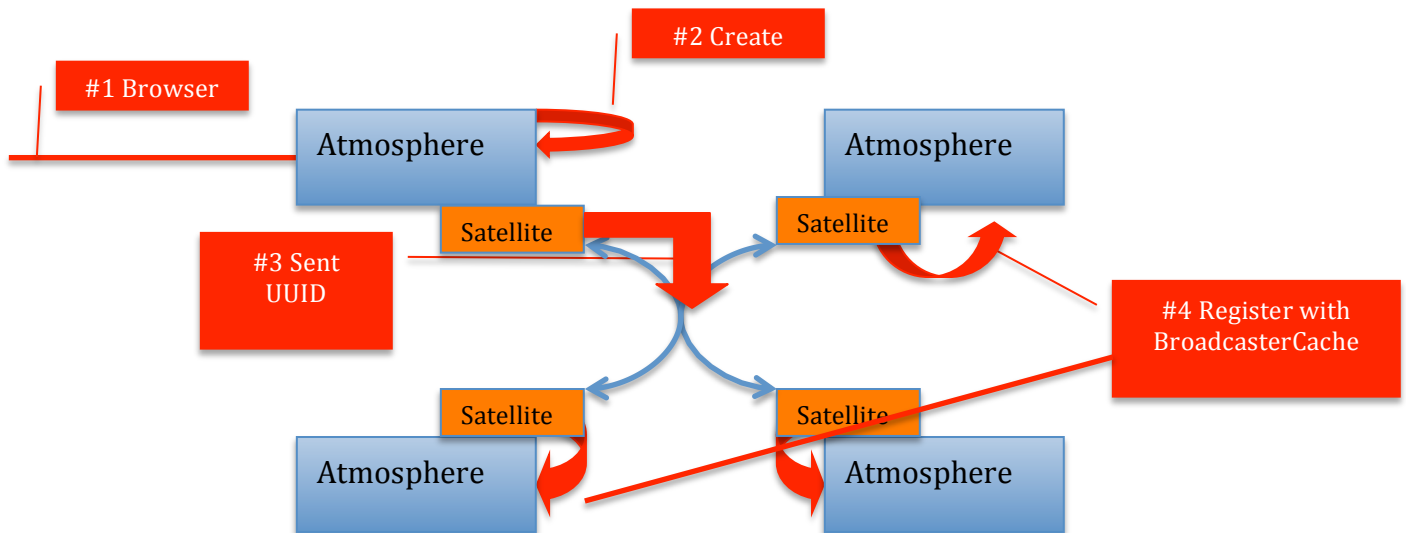 #2 Create
#1 Browser
Atmosphere
Atmosphere
Satellite
Satellite
#3 Sent
UUID
#4 Register with
BroadcasterCache
Satellite
Satellite
Atmosphere
Atmosphere